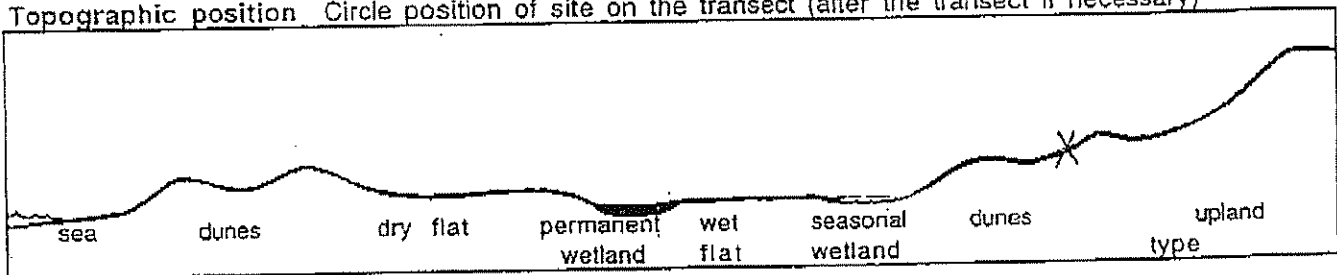 Topographic position Circle position of site on the transect (alter the transect if necessary)
sea dunes dry flat permanent wet seasonal dunes upland
wetland flat wetland type